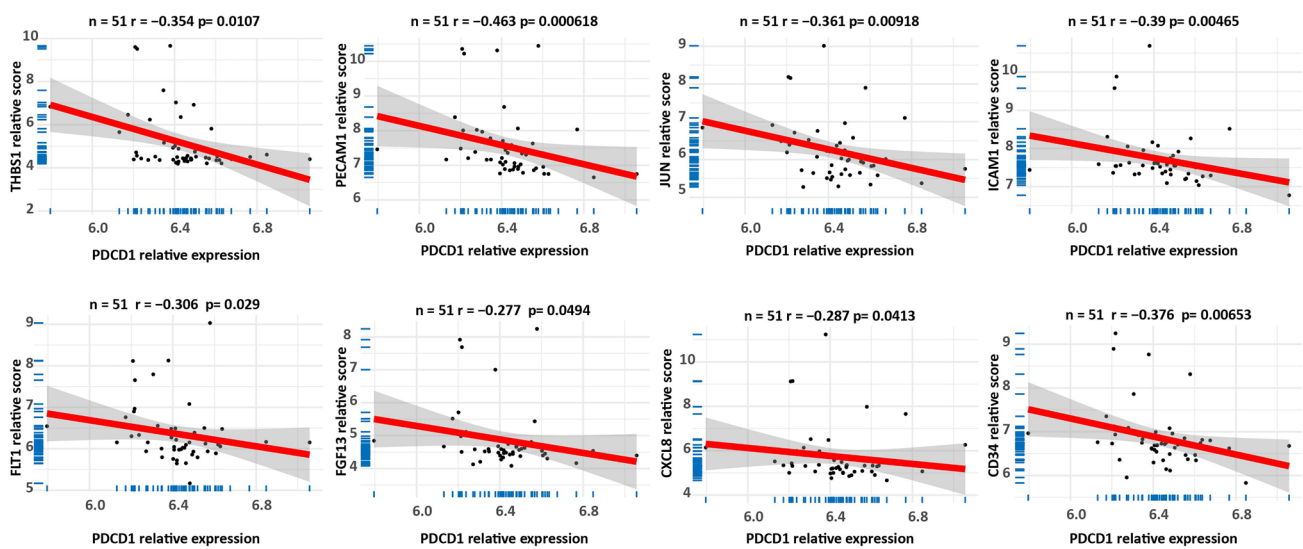 n = 51 r = −0.354 p= 0.0107
THBS1 relative score
10
8
6
4
2
6.0 6.4 6.8
PDCD1 relative expression
n = 51 r = −0.463 p= 0.000618
PECAM1 relative score
10
9
8
7
6
6.0 6.4 6.8
PDCD1 relative expression
n = 51 r = −0.361 p= 0.00918
JUN relative score
9
8
7
6
5
6.0 6.4 6.8
PDCD1 relative expression
n = 51 r = −0.39 p= 0.00465
ICAM1 relative score
10
9
8
7
6.0 6.4 6.8
PDCD1 relative expression
n = 51 r = −0.306 p= 0.029
FIT1 relative score
9
8
7
6
5
6.0 6.4 6.8
PDCD1 relative expression
n = 51 r = −0.277 p= 0.0494
FGF13 relative score
8
7
6
5
4
6.0 6.4 6.8
PDCD1 relative expression
n = 51 r = −0.287 p= 0.0413
CXCL8 relative score
10
8
6
4
6.0 6.4 6.8
PDCD1 relative expression
n = 51 r = −0.376 p= 0.00653
CD34 relative score
9
8
7
6
6.0 6.4 6.8
PDCD1 relative expression